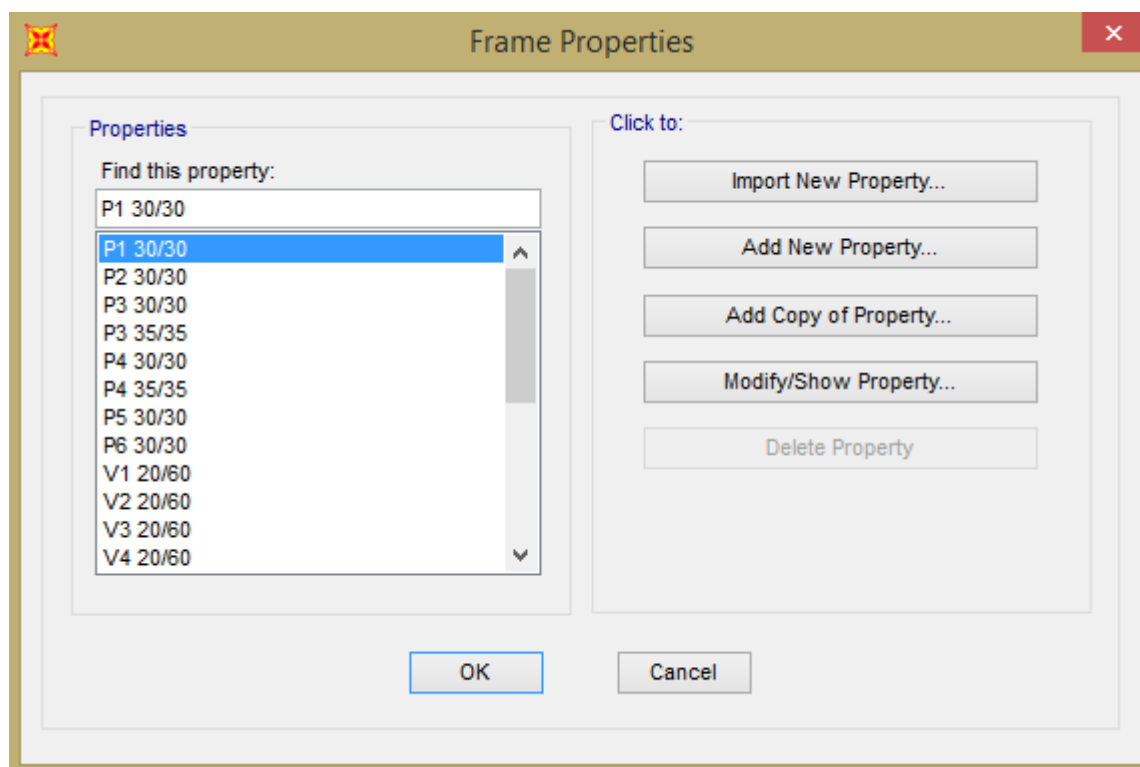 Frame Properties
Properties
Find this property:
P1 30/30
P1 30/30
P2 30/30
P3 30/30
P3 35/35
P4 30/30
P4 35/35
P5 30/30
P6 30/30
V1 20/60
V2 20/60
V3 20/60
V4 20/60
Click to:
Import New Property...
Add New Property...
Add Copy of Property...
Modify/Show Property...
Delete Property
OK
Cancel